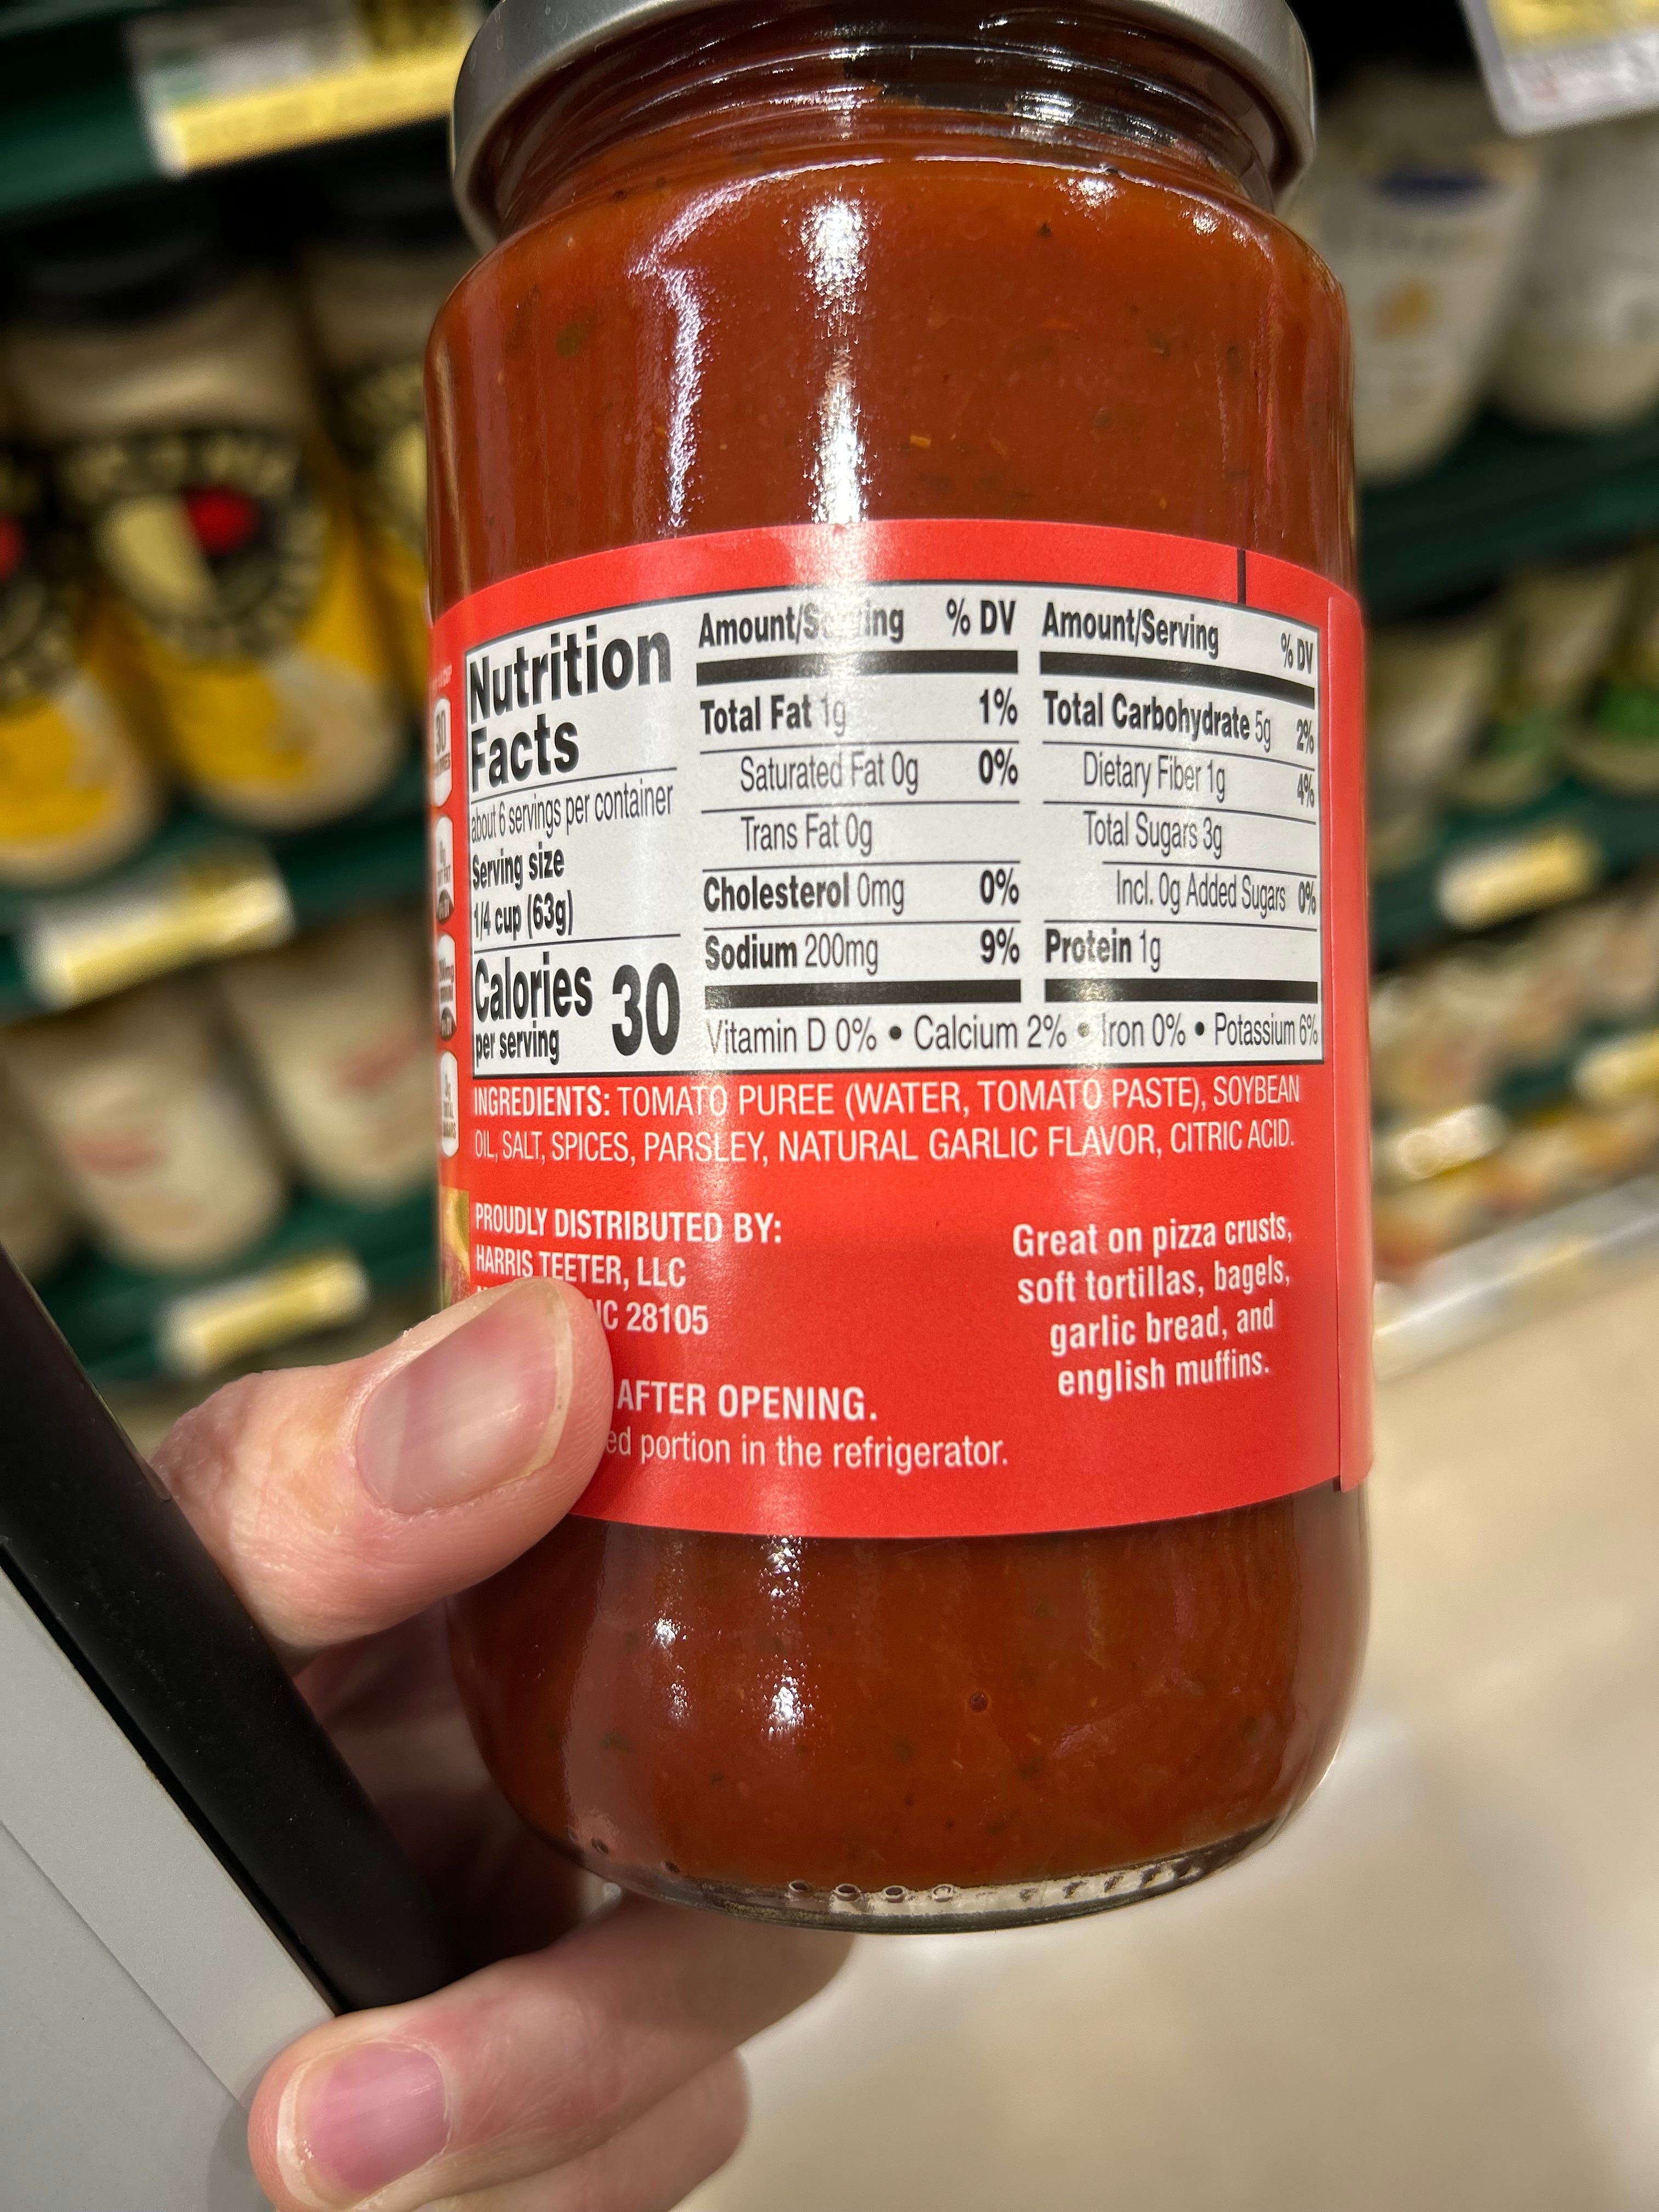 Nutrition
Facts
about 6 servings per container
Serving size
1/4 cup (63g)
Calories 30
per serving
Amount/Serving % DV
Total Fat 1g 1%
Saturated Fat 0g 0%
Trans Fat 0g
Cholesterol 0mg 0%
Sodium 200mg 9%
Amount/Serving % DV
Total Carbohydrate 5g 2%
Dietary Fiber 1g 4%
Total Sugars 3g
Incl. 0g Added Sugars 0%
Protein 1g
Vitamin D 0% • Calcium 2% • Iron 0% • Potassium 6%
INGREDIENTS: TOMATO PUREE (WATER, TOMATO PASTE), SOYBEAN
OIL, SALT, SPICES, PARSLEY, NATURAL GARLIC FLAVOR, CITRIC ACID.
PROUDLY DISTRIBUTED BY:
HARRIS TEETER, LLC
NC 28105
AFTER OPENING.
portion in the refrigerator.
Great on pizza crusts,
soft tortillas, bagels,
garlic bread, and
english muffins.